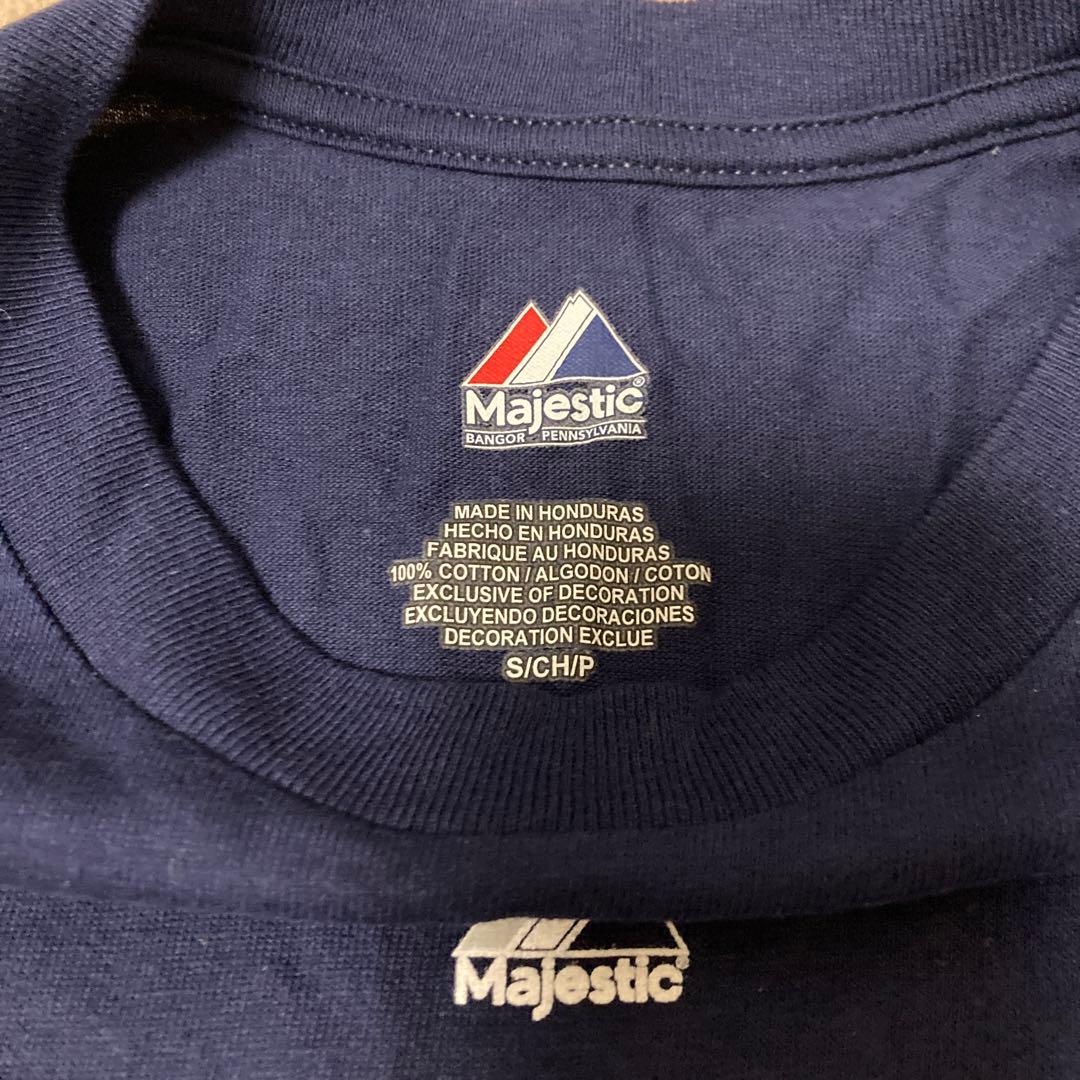 Majestic®
BANGOR PENNSYLVANIA
MADE IN HONDURAS
HECHO EN HONDURAS
FABRIQUE AU HONDURAS
100% COTTON / ALGODON / COTON
EXCLUSIVE OF DECORATION
EXCLUYENDO DECORACIONES
DECORATION EXCLUE
S/CH/P
Majestic®